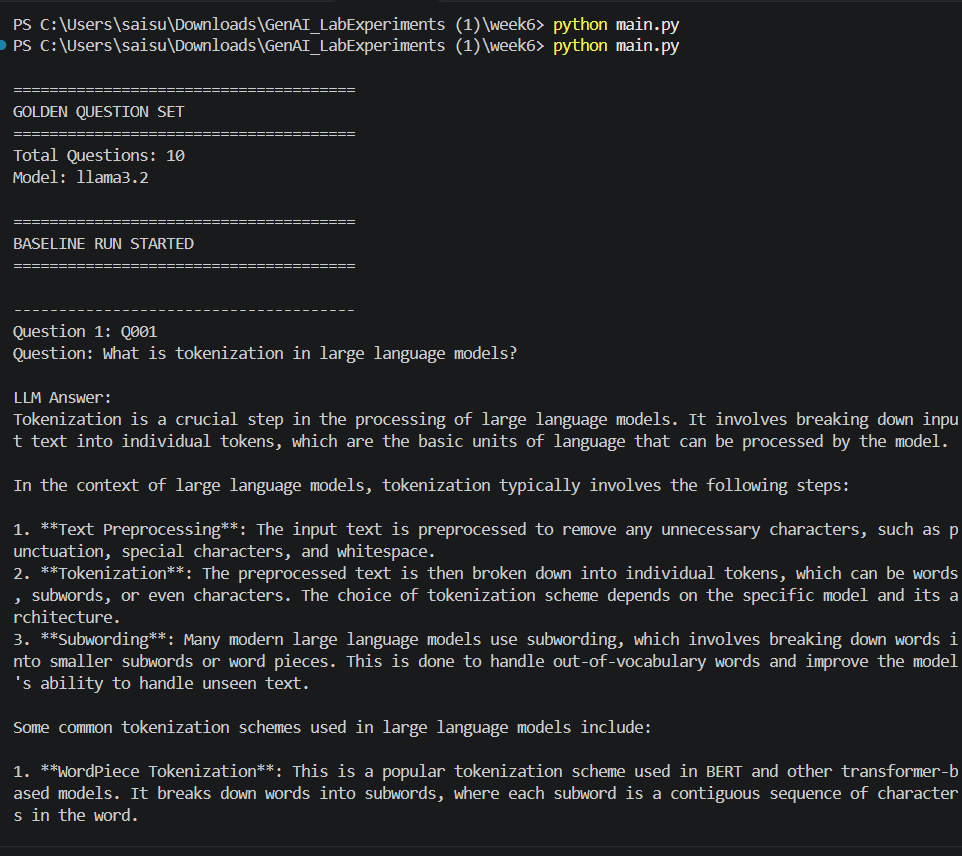 PS C:\Users\saisu\Downloads\GenAI_LabExperiments (1)\week6> python main.py
PS C:\Users\saisu\Downloads\GenAI_LabExperiments (1)\week6> python main.py
======================================
GOLDEN QUESTION SET
======================================
Total Questions: 10
Model: llama3.2
======================================
BASELINE RUN STARTED
======================================
--------------------------------------
Question 1: Q001
Question: What is tokenization in large language models?
LLM Answer:
Tokenization is a crucial step in the processing of large language models. It involves breaking down inpu
t text into individual tokens, which are the basic units of language that can be processed by the model.
In the context of large language models, tokenization typically involves the following steps:
1. **Text Preprocessing**: The input text is preprocessed to remove any unnecessary characters, such as p
unctuation, special characters, and whitespace.
2. **Tokenization**: The preprocessed text is then broken down into individual tokens, which can be words
, subwords, or even characters. The choice of tokenization scheme depends on the specific model and its a
rchitecture.
3. **Subwording**: Many modern large language models use subwording, which involves breaking down words i
nto smaller subwords or word pieces. This is done to handle out-of-vocabulary words and improve the model
's ability to handle unseen text.
Some common tokenization schemes used in large language models include:
1. **WordPiece Tokenization**: This is a popular tokenization scheme used in BERT and other transformer-b
ased models. It breaks down words into subwords, where each subword is a contiguous sequence of character
s in the word.